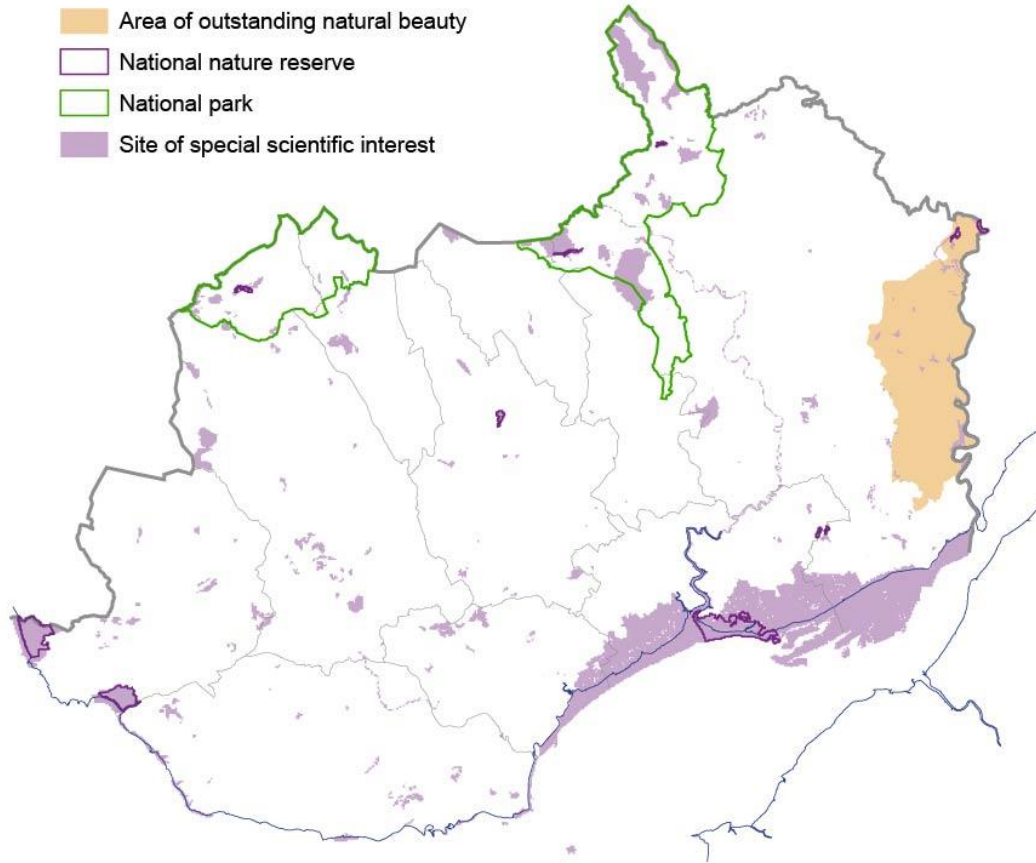 Area of outstanding natural beauty
National nature reserve
National park
Site of special scientific interest